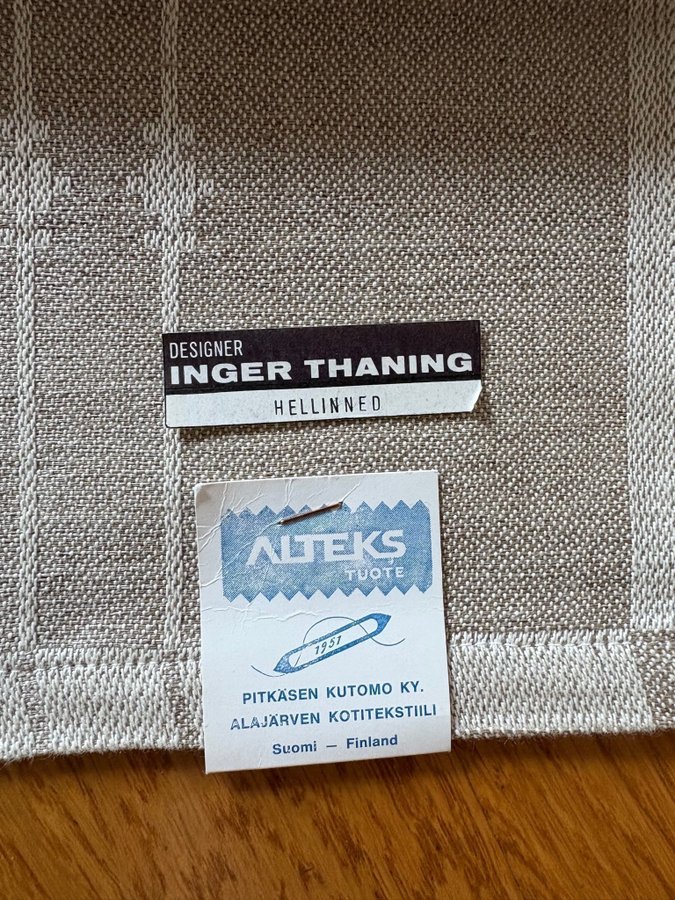 DESIGNER
INGER THANING
HELLINNED
ALTEKS
TUOTE
1951
PITKÄSEN KUTOMO KY.
ALAJÄRVEN KOTITEKSTIILI
Suomi — Finland